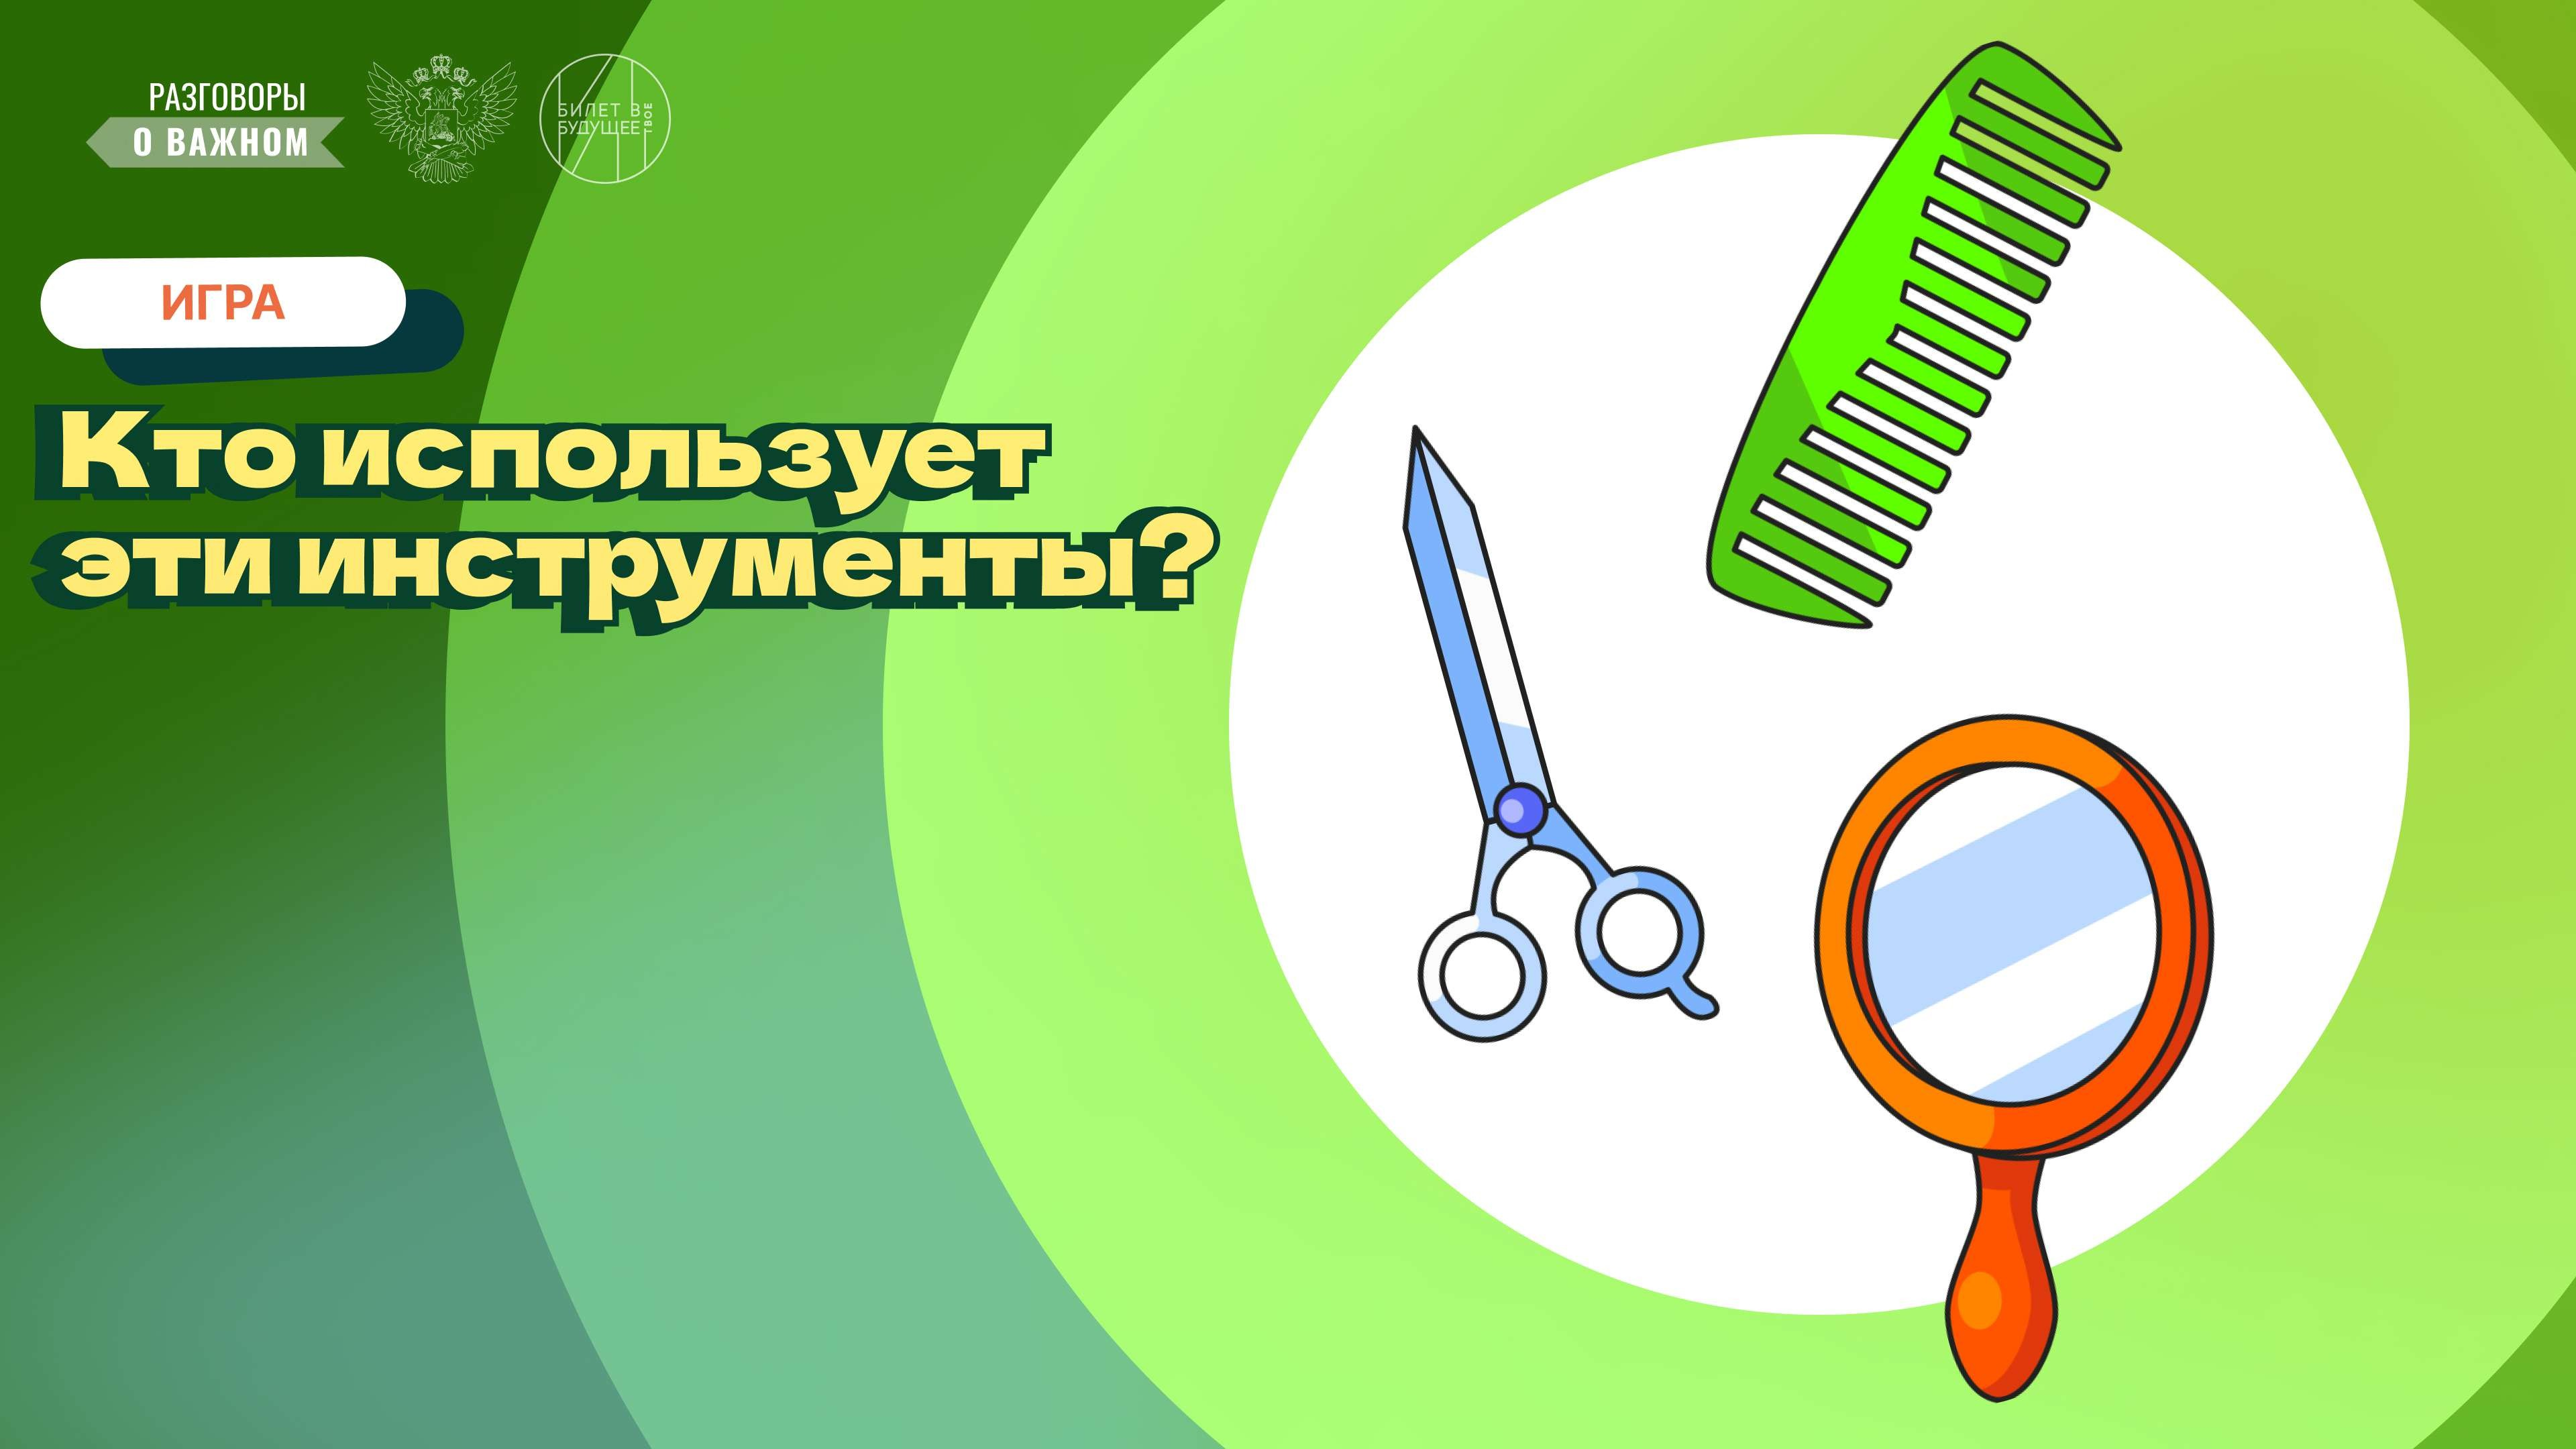 РАЗГОВОРЫ
О ВАЖНОМ
БИЛЕТ В
БУДУЩЕЕ
ТВОЕ
ИГРА
Кто использует
эти инструменты?